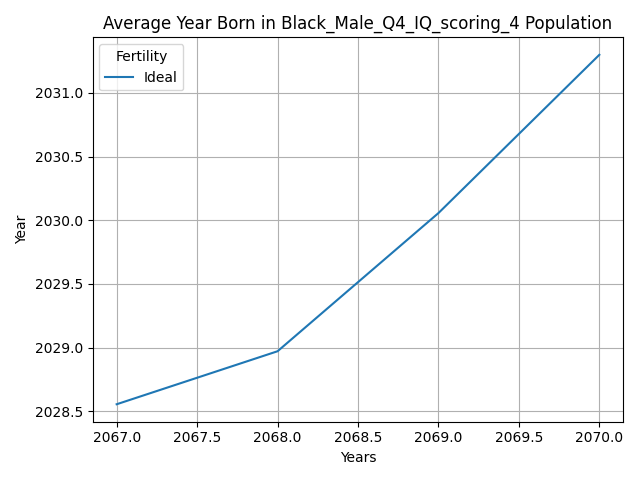 Average Year Born in Black_Male_Q4_IQ_scoring_4 Population
Fertility
Ideal
2031.0
2030.5
2030.0
2029.5
2029.0
2028.5
Year
2067.0 2067.5 2068.0 2068.5 2069.0 2069.5 2070.0
Years